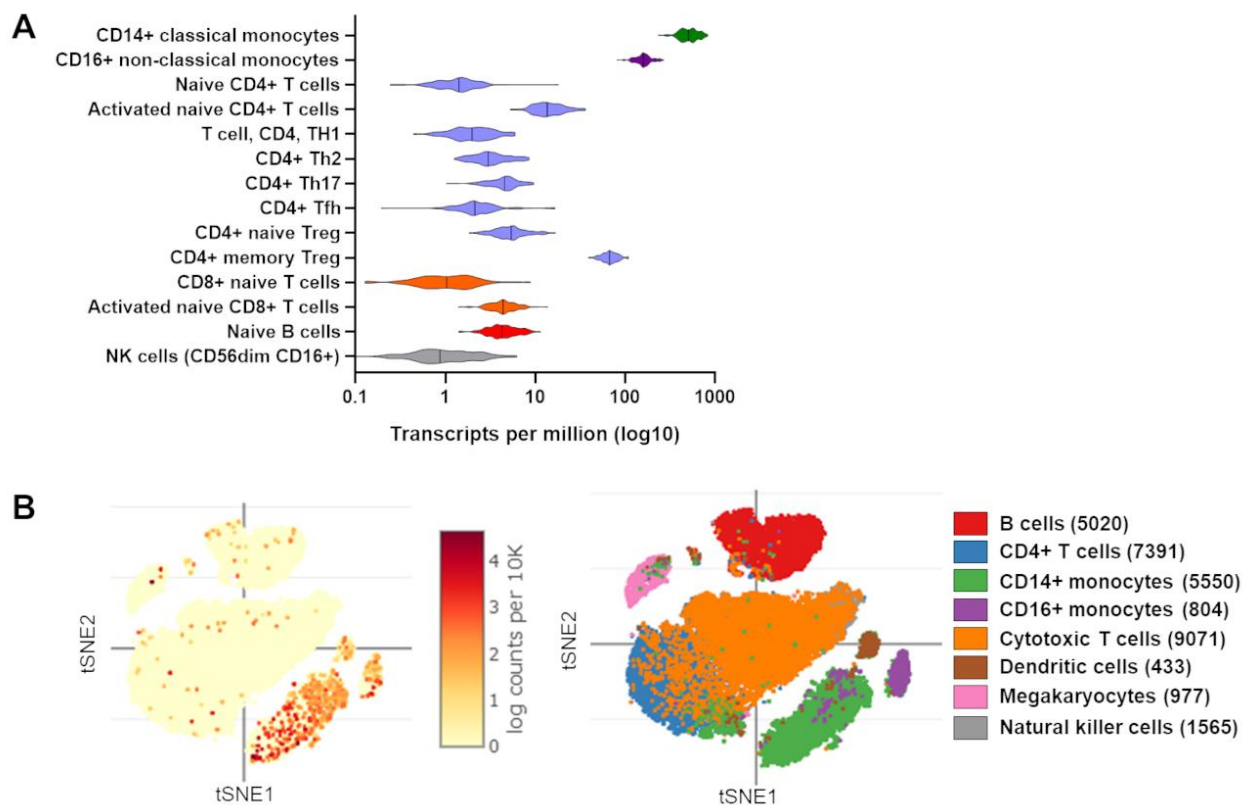 A
CD14+ classical monocytes
CD16+ non-classical monocytes
Naive CD4+ T cells
Activated naive CD4+ T cells
T cell, CD4, TH1
CD4+ Th2
CD4+ Th17
CD4+ Tfh
CD4+ naive Treg
CD4+ memory Treg
CD8+ naive T cells
Activated naive CD8+ T cells
Naive B cells
NK cells (CD56dim CD16+)
0.1 1 10 100 1000
Transcripts per million (log10)
B
tSNE2
tSNE1
4
3
2
1
0
log counts per 10K
tSNE2
tSNE1
B cells (5020)
CD4+ T cells (7391)
CD14+ monocytes (5550)
CD16+ monocytes (804)
Cytotoxic T cells (9071)
Dendritic cells (433)
Megakaryocytes (977)
Natural killer cells (1565)